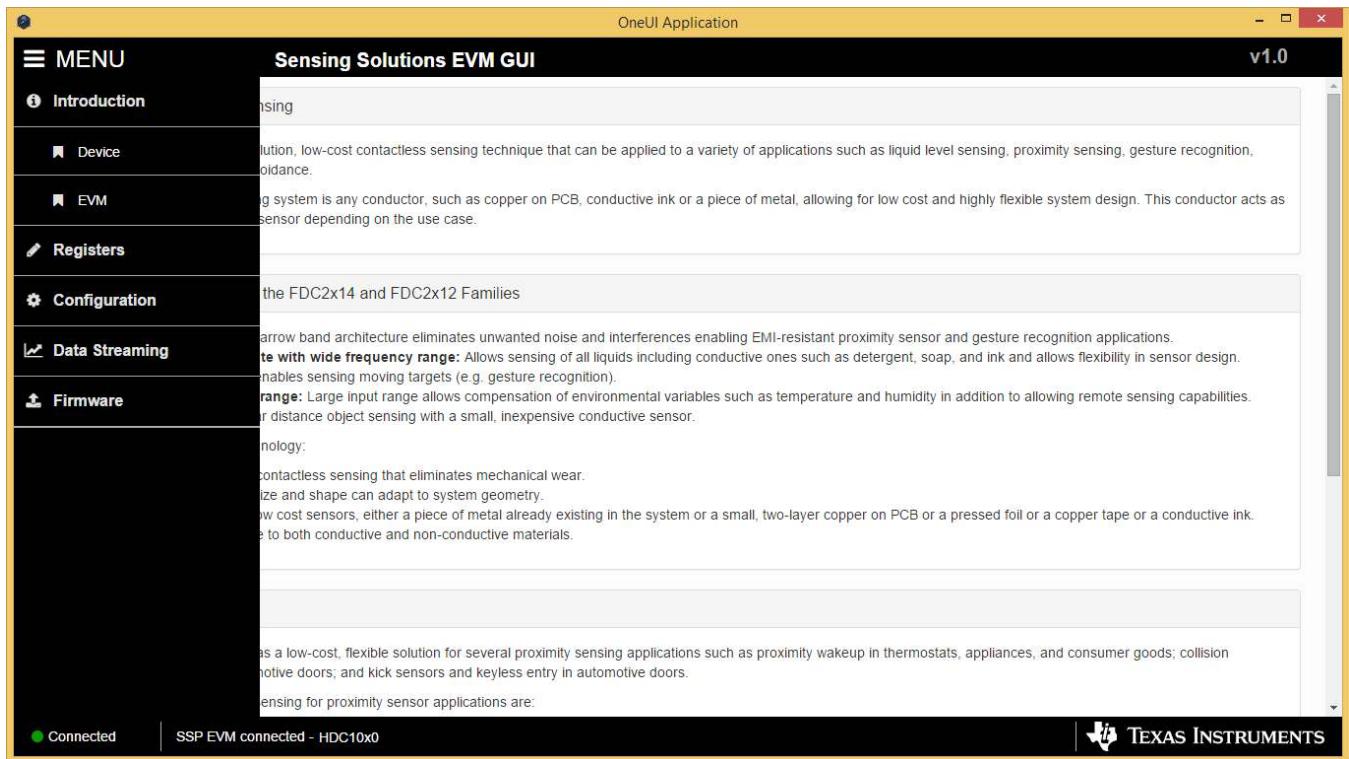 OneUI Application
MENU
Sensing Solutions EVM GUI
v1.0
Introduction
Device
EVM
Registers
Configuration
Data Streaming
Firmware
nsing
lution, low-cost contactless sensing technique that can be applied to a variety of applications such as liquid level sensing, proximity sensing, gesture recognition,
oidance.
g system is any conductor, such as copper on PCB, conductive ink or a piece of metal, allowing for low cost and highly flexible system design. This conductor acts as
sensor depending on the use case.
the FDC2x14 and FDC2x12 Families
arrow band architecture eliminates unwanted noise and interferences enabling EMI-resistant proximity sensor and gesture recognition applications.
te with wide frequency range: Allows sensing of all liquids including conductive ones such as detergent, soap, and ink and allows flexibility in sensor design.
enables sensing moving targets (e.g. gesture recognition).
range: Large input range allows compensation of environmental variables such as temperature and humidity in addition to allowing remote sensing capabilities.
r distance object sensing with a small, inexpensive conductive sensor.
nology:
contactless sensing that eliminates mechanical wear.
ize and shape can adapt to system geometry.
ow cost sensors, either a piece of metal already existing in the system or a small, two-layer copper on PCB or a pressed foil or a copper tape or a conductive ink.
e to both conductive and non-conductive materials.
as a low-cost, flexible solution for several proximity sensing applications such as proximity wakeup in thermostats, appliances, and consumer goods; collision
motive doors; and kick sensors and keyless entry in automotive doors.
ensing for proximity sensor applications are:
Connected
SSP EVM connected - HDC10x0
TEXAS INSTRUMENTS